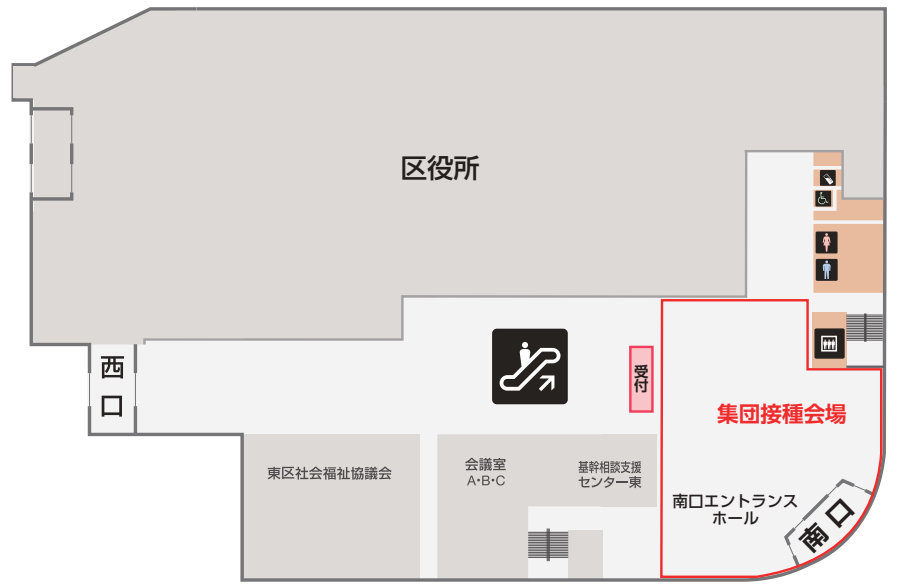 区役所
西口
受付
集団接種会場
東区社会福祉協議会
会議室
A・B・C
基幹相談支援
センター東
南口エントランス
ホール
南口